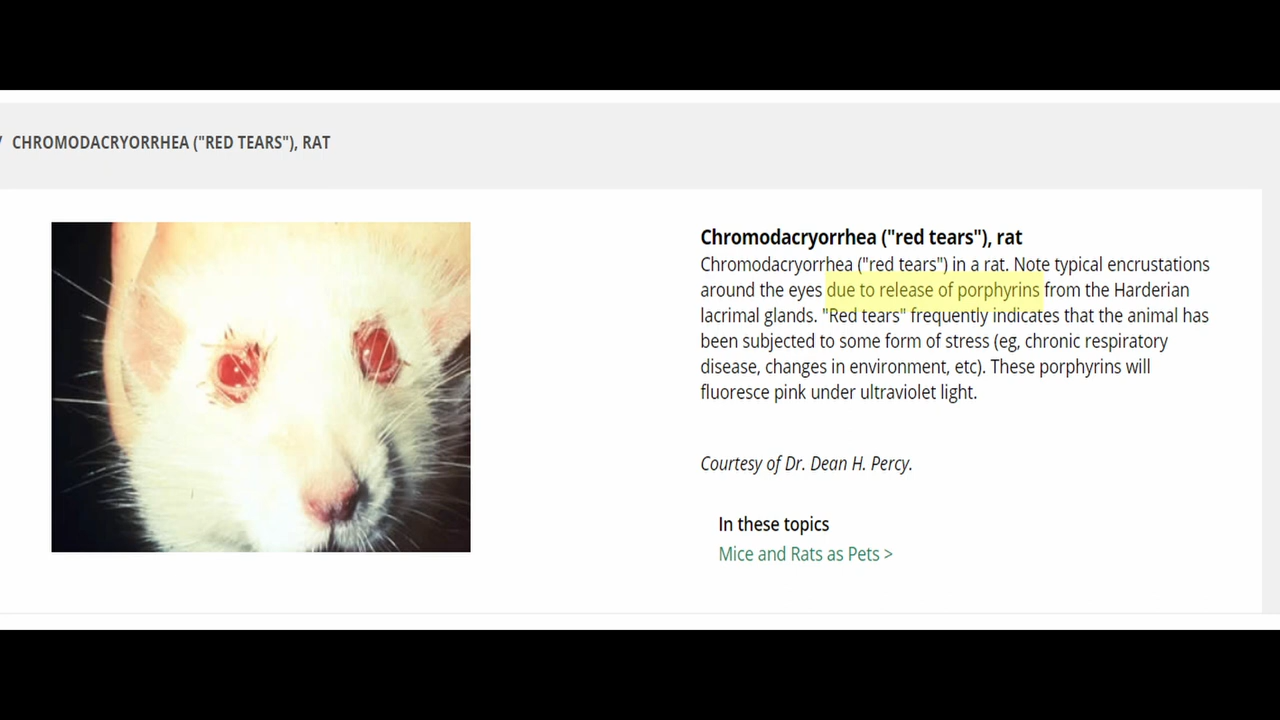 / CHROMODACRYORRHEA ("RED TEARS"), RAT
Chromodacryorrhea ("red tears"), rat
Chromodacryorrhea ("red tears") in a rat. Note typical encrustations
around the eyes due to release of porphyrins from the Harderian
lacrimal glands. "Red tears" frequently indicates that the animal has
been subjected to some form of stress (eg, chronic respiratory
disease, changes in environment, etc). These porphyrins will
fluoresce pink under ultraviolet light.
Courtesy of Dr. Dean H. Percy.
In these topics
Mice and Rats as Pets >